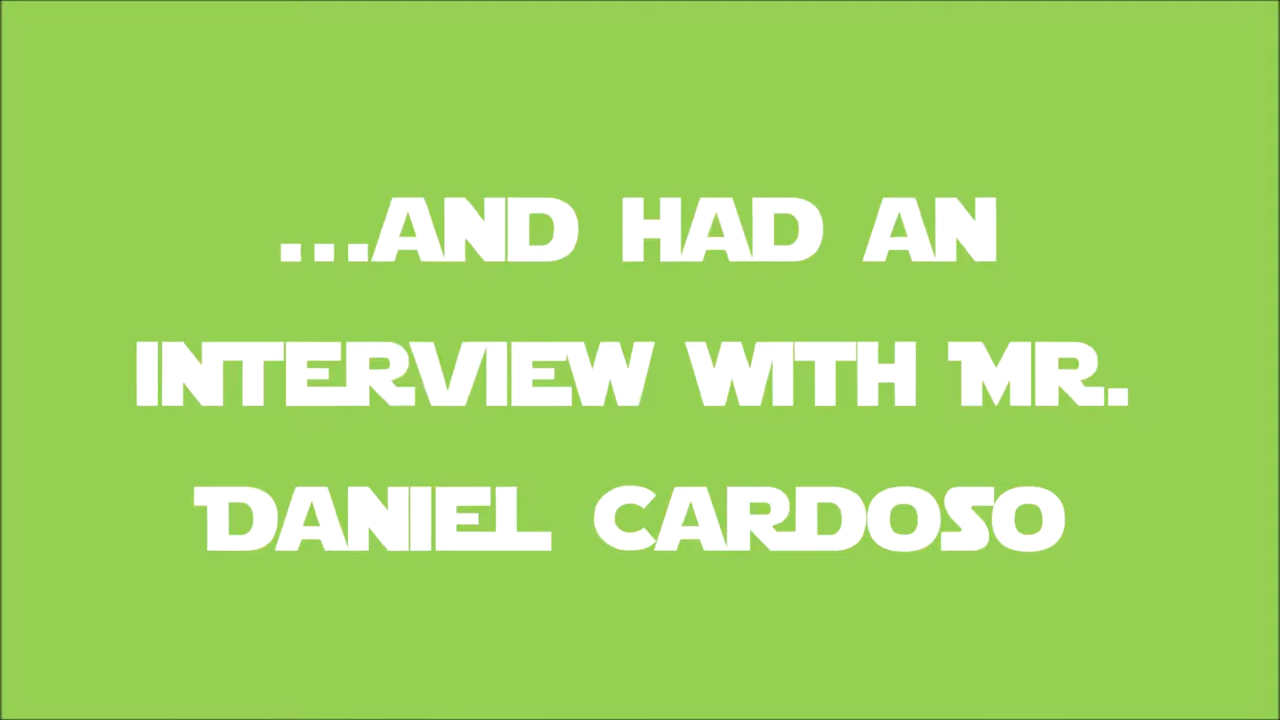 ...AND HAD AN
INTERVIEW WITH MR.
DANIEL CARDOSO